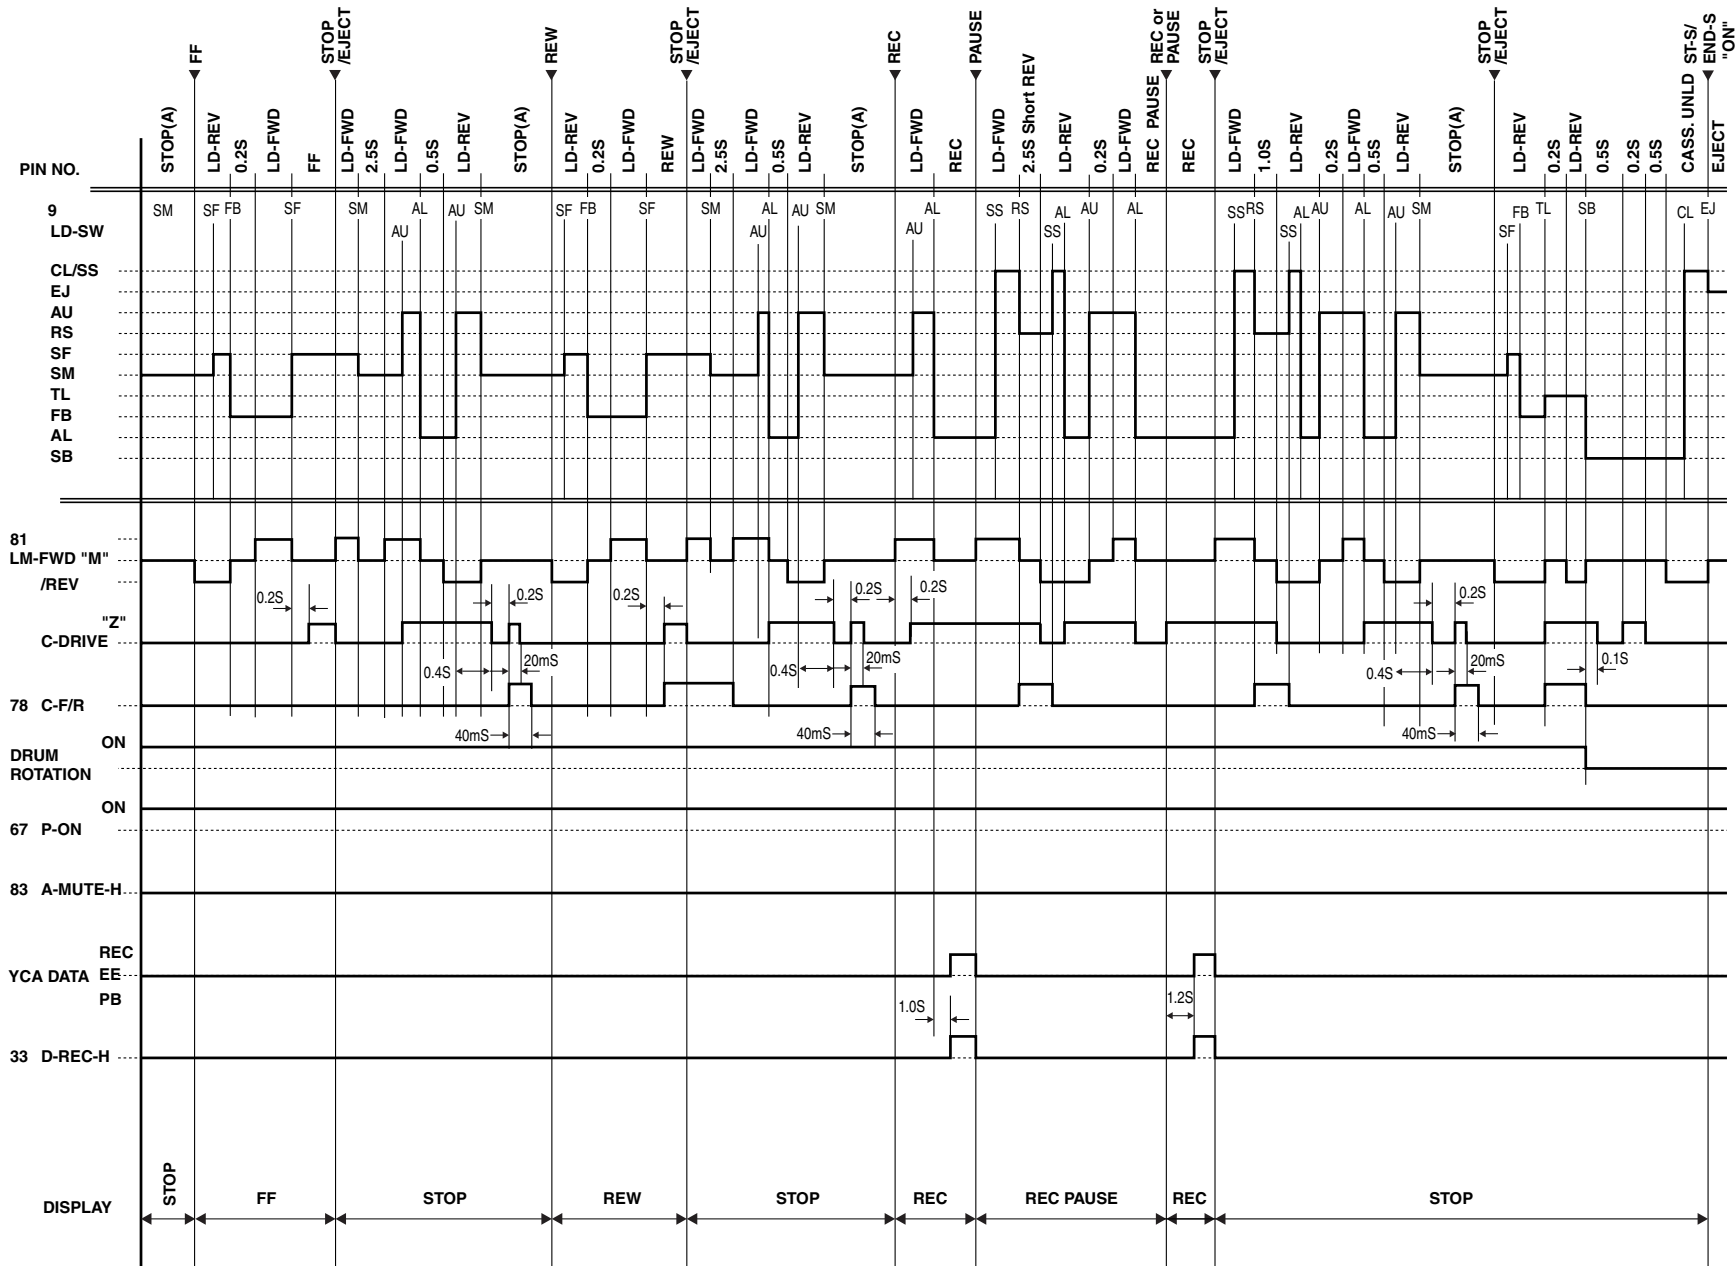 FF
STOP /EJECT
REW
STOP /EJECT
REC
PAUSE
REC or PAUSE
STOP /EJECT
STOP /EJECT
ST-S/ END-S "ON"
PIN NO.
STOP(A) LD-REV 0.2S LD-FWD FF LD-FWD 2.5S LD-FWD 0.5S LD-REV STOP(A) LD-REV 0.2S LD-FWD REW LD-FWD 2.5S LD-FWD 0.5S LD-REV STOP(A) LD-FWD REC LD-FWD 2.5S Short REV LD-REV 0.2S LD-FWD REC PAUSE REC LD-FWD 1.0S LD-REV 0.2S LD-FWD 0.5S LD-REV STOP(A) LD-REV 0.2S LD-REV 0.5S 0.2S 0.5S CASS. UNLD EJECT
9 SM SF FB SF SM AL AU SM SF FB SF SM AL AU SM AL SS RS AL AU AL SS RS AL AU AL AU SM FB TL SB CL EJ
LD-SW AU AU AU SS SS SF
CL/SS
EJ
AU
RS
SF
SM
TL
FB
AL
SB
81
LM-FWD "M"
/REV
0.2S 0.2S 0.2S 0.2S 0.2S 0.2S
"Z"
C-DRIVE
0.4S 20mS 0.4S 20mS 0.4S 20mS 0.1S
78 C-F/R
40mS 40mS 40mS
ON
DRUM
ROTATION
ON
67 P-ON
83 A-MUTE-H
REC
YCA DATA EE
PB
1.0S 1.2S
33 D-REC-H
DISPLAY STOP FF STOP REW STOP REC REC PAUSE REC STOP